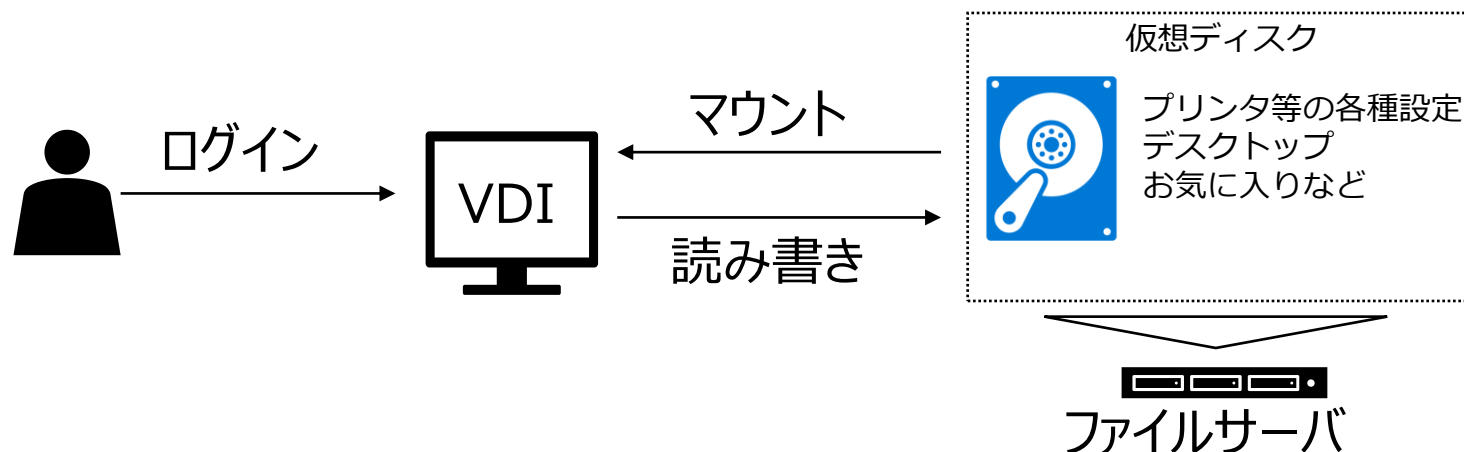 仮想ディスク
ログイン
マウント
プリンタ等の各種設定
デスクトップ
お気に入りなど
VDI
読み書き
ファイルサーバ